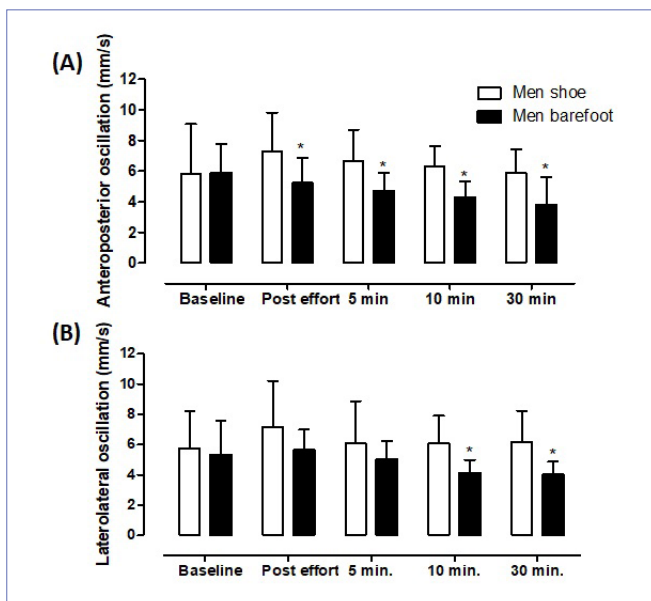 (A)
Anteroposterior oscillation (mm/s)
12
10
8
6
4
2
0
Men shoe
Men barefoot
*
*
*
*
Baseline Post effort 5 min 10 min 30 min
(B)
Laterolateral oscillation (mm/s)
12
10
8
6
4
2
0
*
*
Baseline Post effort 5 min. 10 min. 30 min.